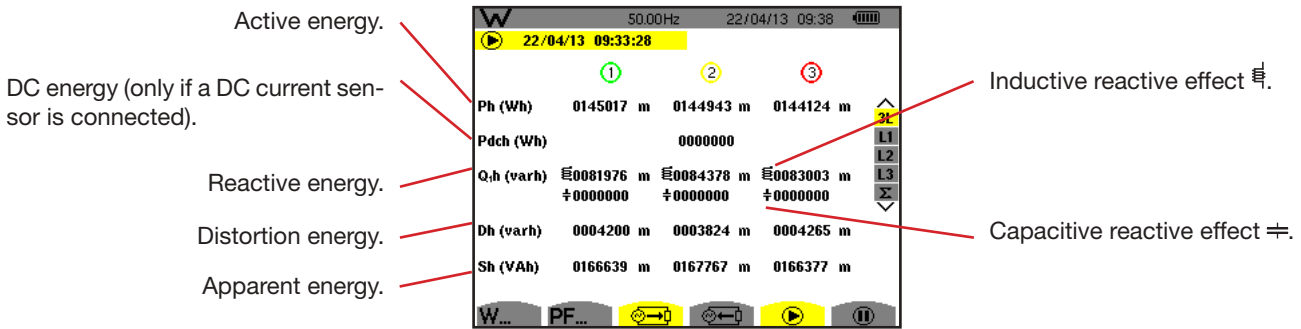 W 50.00Hz 22/04/13 09:38
22/04/13 09:33:28
1 2 3
Active energy.
DC energy (only if a DC current sen-
sor is connected).
Reactive energy.
Distortion energy.
Apparent energy.
Ph (Wh) 0145017 m 0144943 m 0144124 m
Pdch (Wh) 0000000
Q₁h (varh) 0081976 m 0084378 m 0083003 m
0000000 0000000 0000000
Dh (varh) 0004200 m 0003824 m 0004265 m
Sh (VAh) 0166639 m 0167767 m 0166377 m
3L
L1
L2
L3
Σ
W... PF...
Inductive reactive effect .
Capacitive reactive effect .